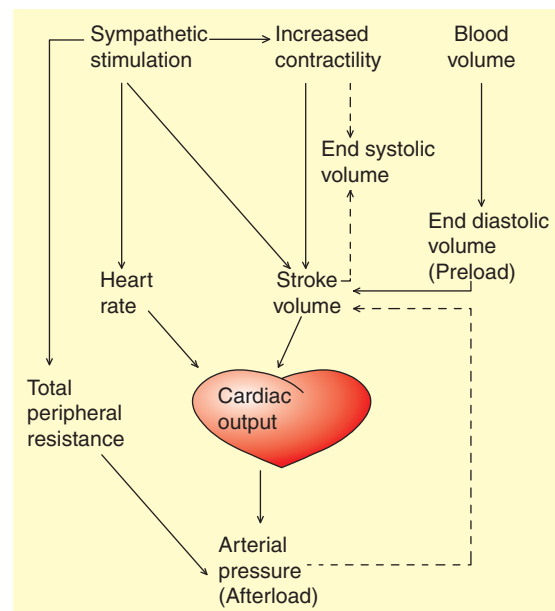 Sympathetic
stimulation
Increased
contractility
Blood
volume
End systolic
volume
End diastolic
volume
(Preload)
Heart
rate
Stroke
volume
Total
peripheral
resistance
Cardiac
output
Arterial
pressure
(Afterload)